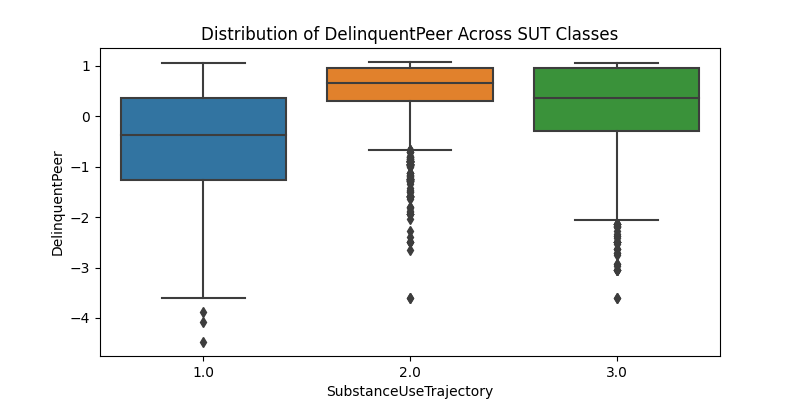 Distribution of DelinquentPeer Across SUT Classes
DelinquentPeer
1
0
−1
−2
−3
−4
1.0 2.0 3.0
SubstanceUseTrajectory